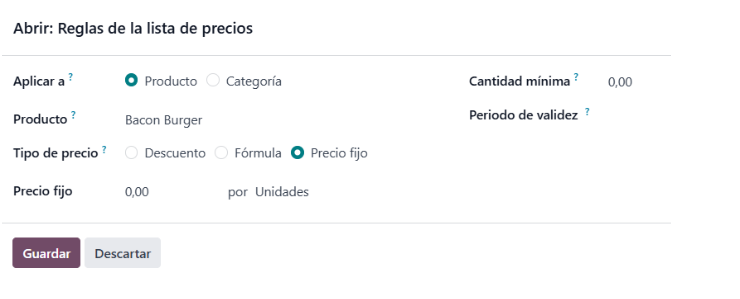 Abrir: Reglas de la lista de precios
Aplicar a ? Producto Categoría Cantidad mínima ? 0,00
Producto ? Bacon Burger Periodo de validez ?
Tipo de precio ? Descuento Fórmula Precio fijo
Precio fijo 0,00 por Unidades
Guardar Descartar